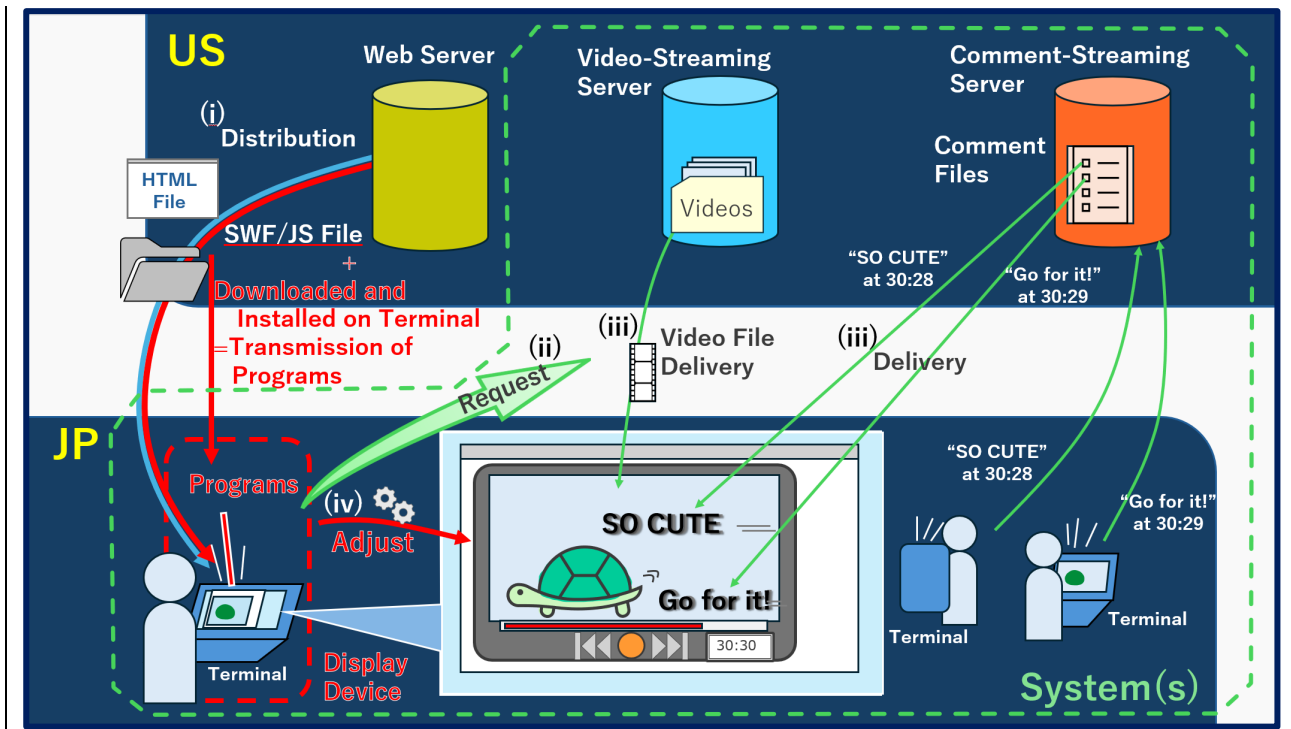 US
Web Server
Video-Streaming
Server
Comment-Streaming
Server
(i)
Distribution
Comment
Files
HTML
File
Videos
SWF/JS File
+
Downloaded and
Installed on Terminal
=Transmission of
Programs
"SO CUTE"
at 30:28
"Go for it!"
at 30:29
(ii)
Request
(iii)
Video File
Delivery
(iii)
Delivery
JP
Programs
(iv)
Adjust
SO CUTE
Go for it!
30:30
"SO CUTE"
at 30:28
"Go for it!"
at 30:29
Terminal
Terminal
Terminal
Display
Device
System(s)